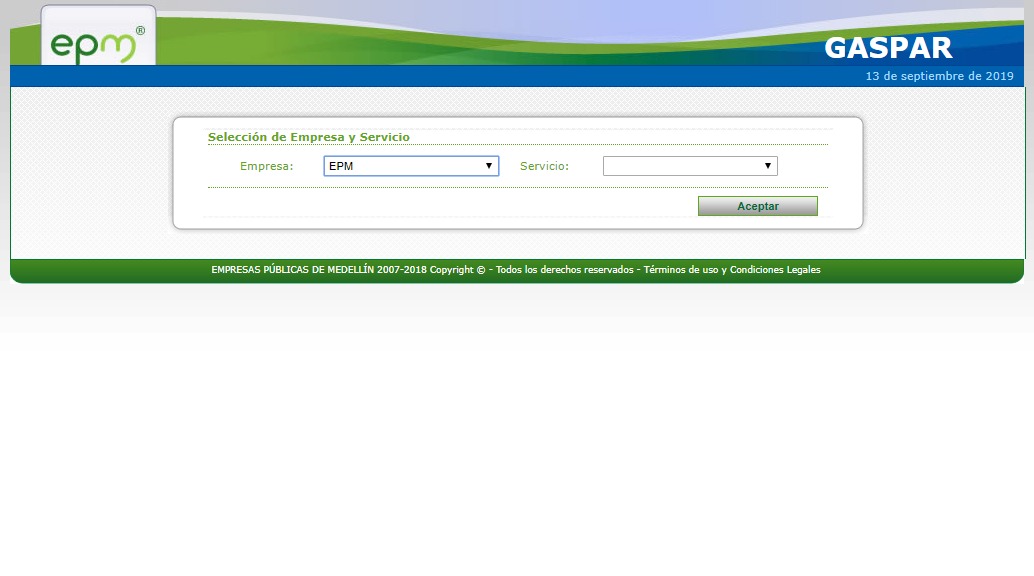 epm®
GASPAR
13 de septiembre de 2019
Selección de Empresa y Servicio
Empresa: EPM Servicio:
Aceptar
EMPRESAS PÚBLICAS DE MEDELLÍN 2007-2018 Copyright © - Todos los derechos reservados - Términos de uso y Condiciones Legales